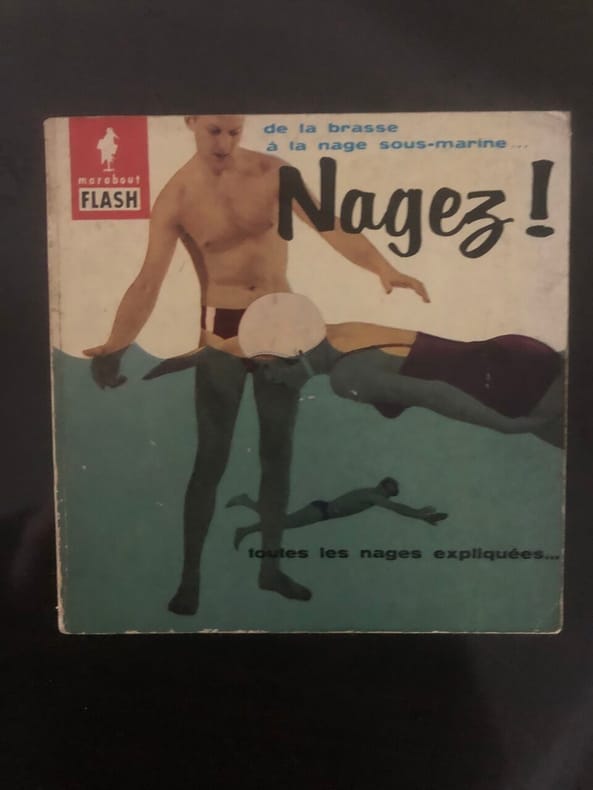 marabout
FLASH
de la brasse
à la nage sous-marine...
Nagez!
toutes les nages expliquées...